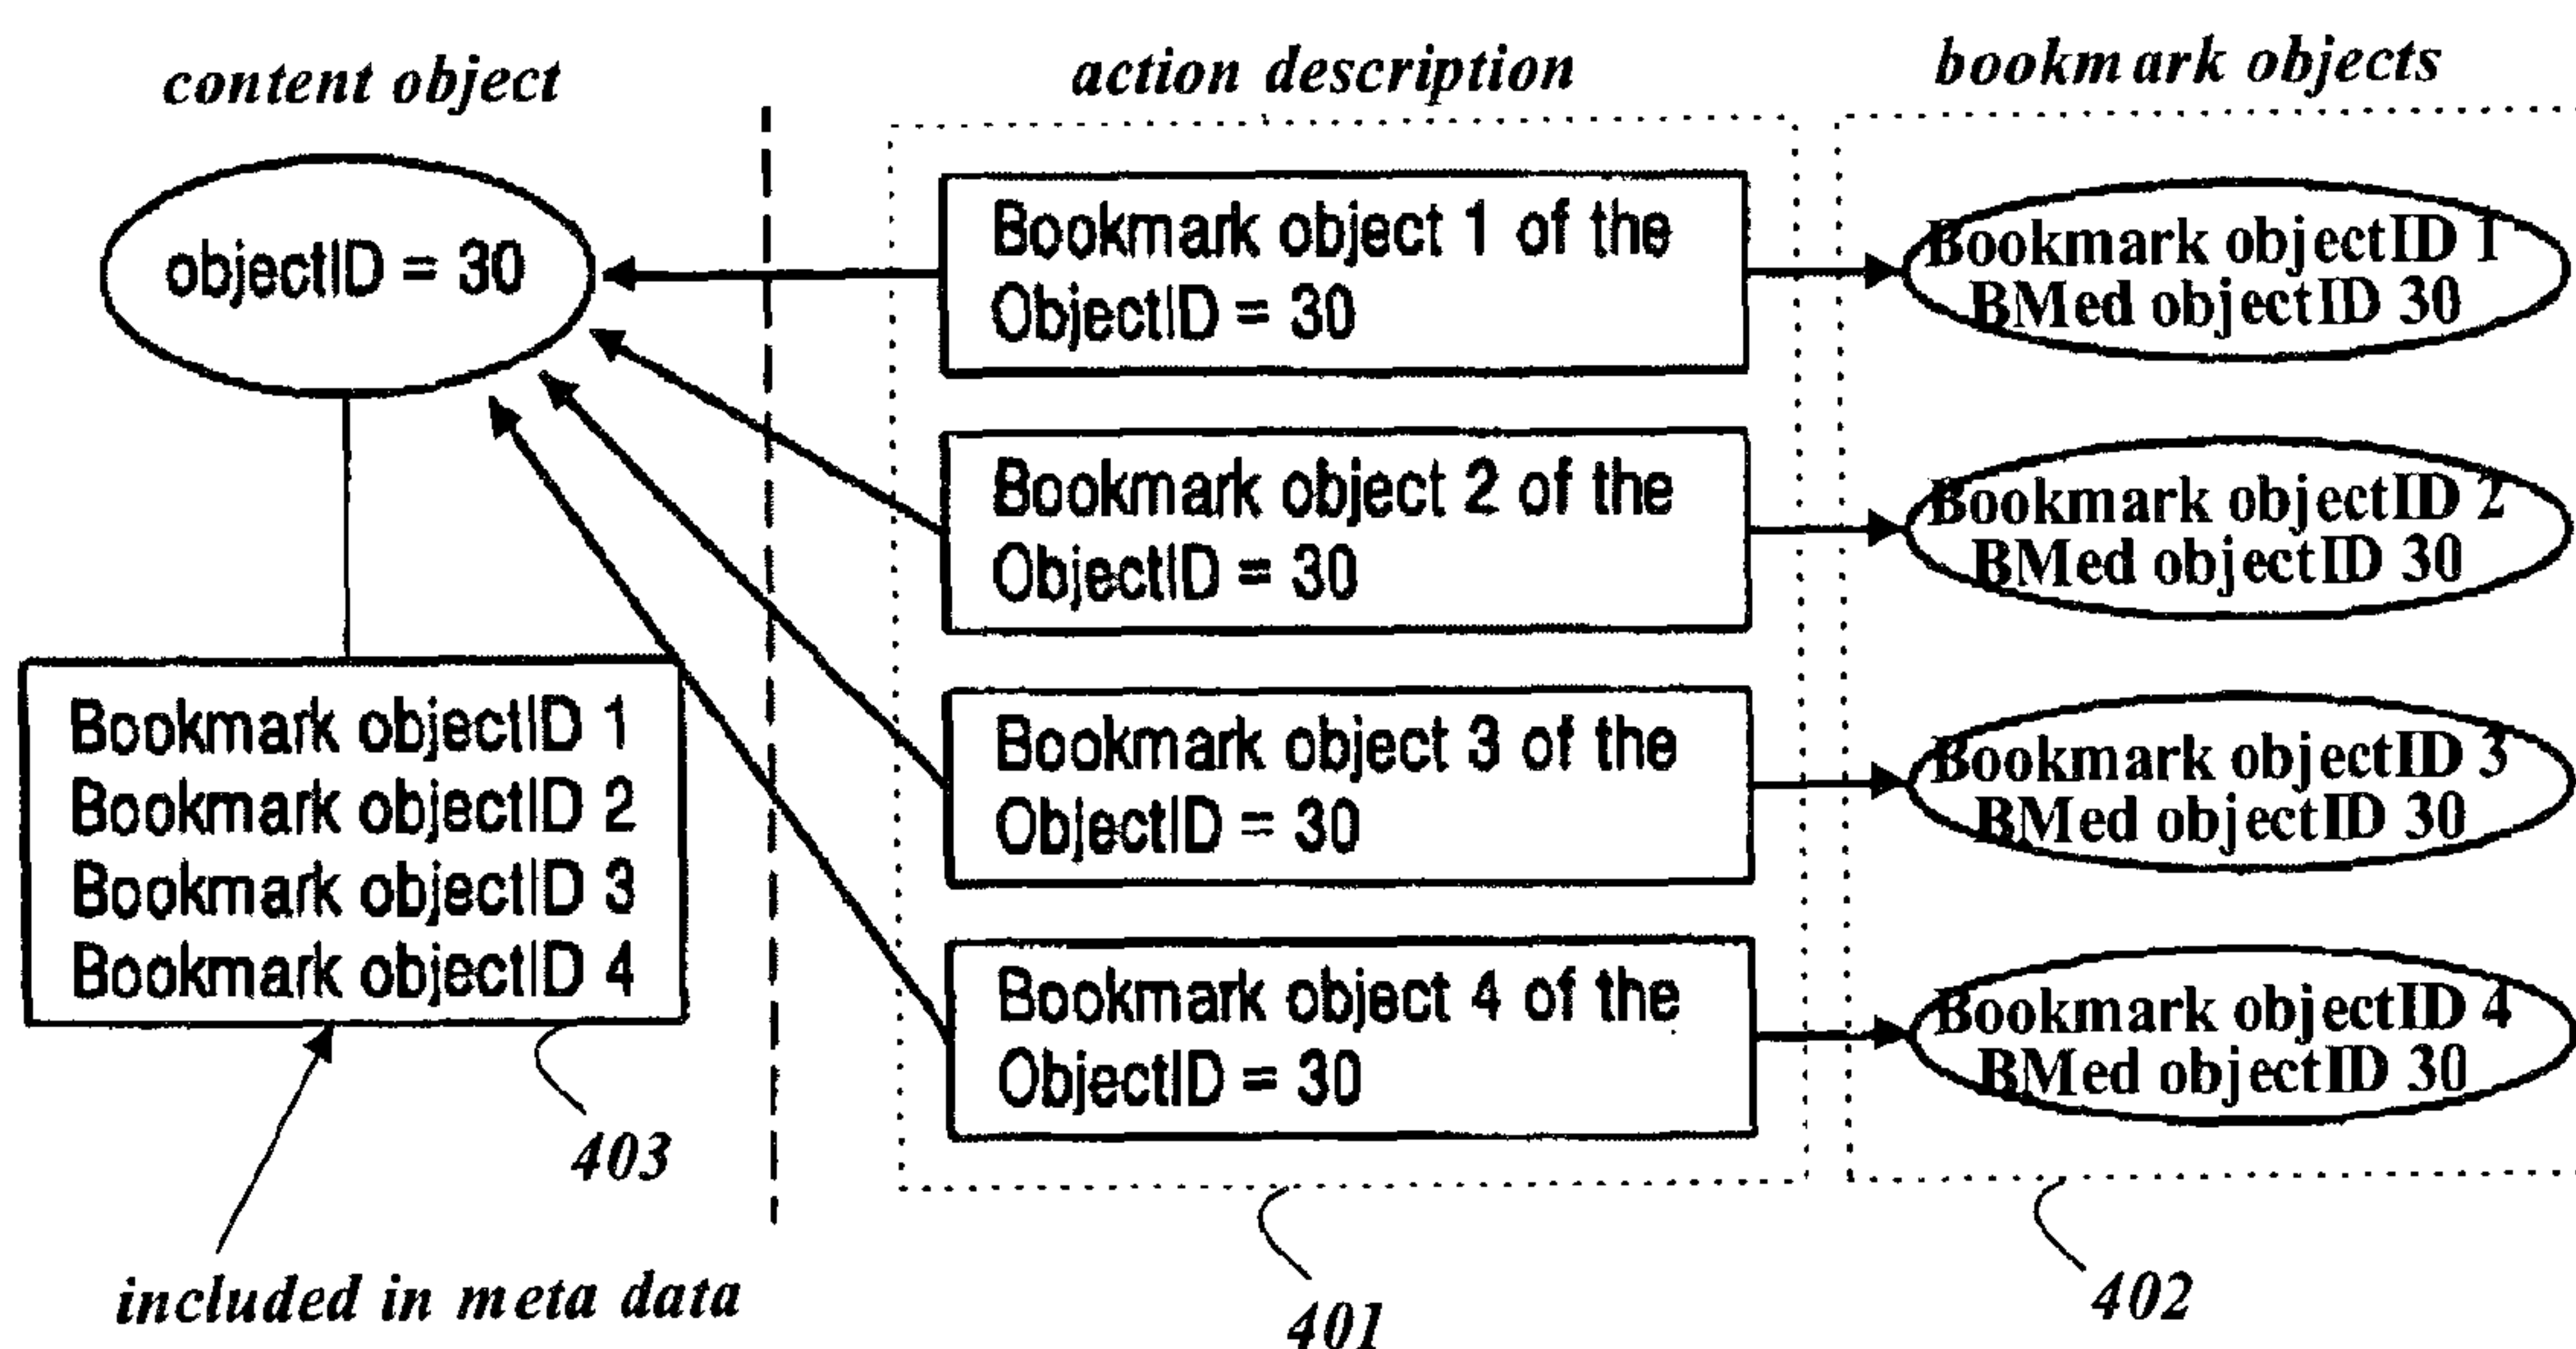 content object
action description
bookmark objects
objectID = 30
Bookmark object 1 of the
ObjectID = 30
Bookmark objectID 1
BMed objectID 30
Bookmark object 2 of the
ObjectID = 30
Bookmark objectID 2
BMed objectID 30
Bookmark objectID 1
Bookmark objectID 2
Bookmark objectID 3
Bookmark objectID 4
Bookmark object 3 of the
ObjectID = 30
Bookmark objectID 3
BMed objectID 30
Bookmark object 4 of the
ObjectID = 30
Bookmark objectID 4
BMed objectID 30
403
included in meta data
401
402